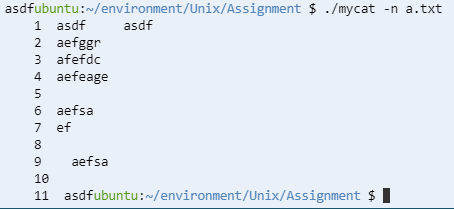 asdfubuntu:~/environment/Unix/Assignment $ ./mycat -n a.txt
     1  asdf     asdf
     2  aefggr
     3  afefdc
     4  aefeage
     5
     6  aefsa
     7  ef
     8
     9    aefsa
    10
    11  asdfubuntu:~/environment/Unix/Assignment $